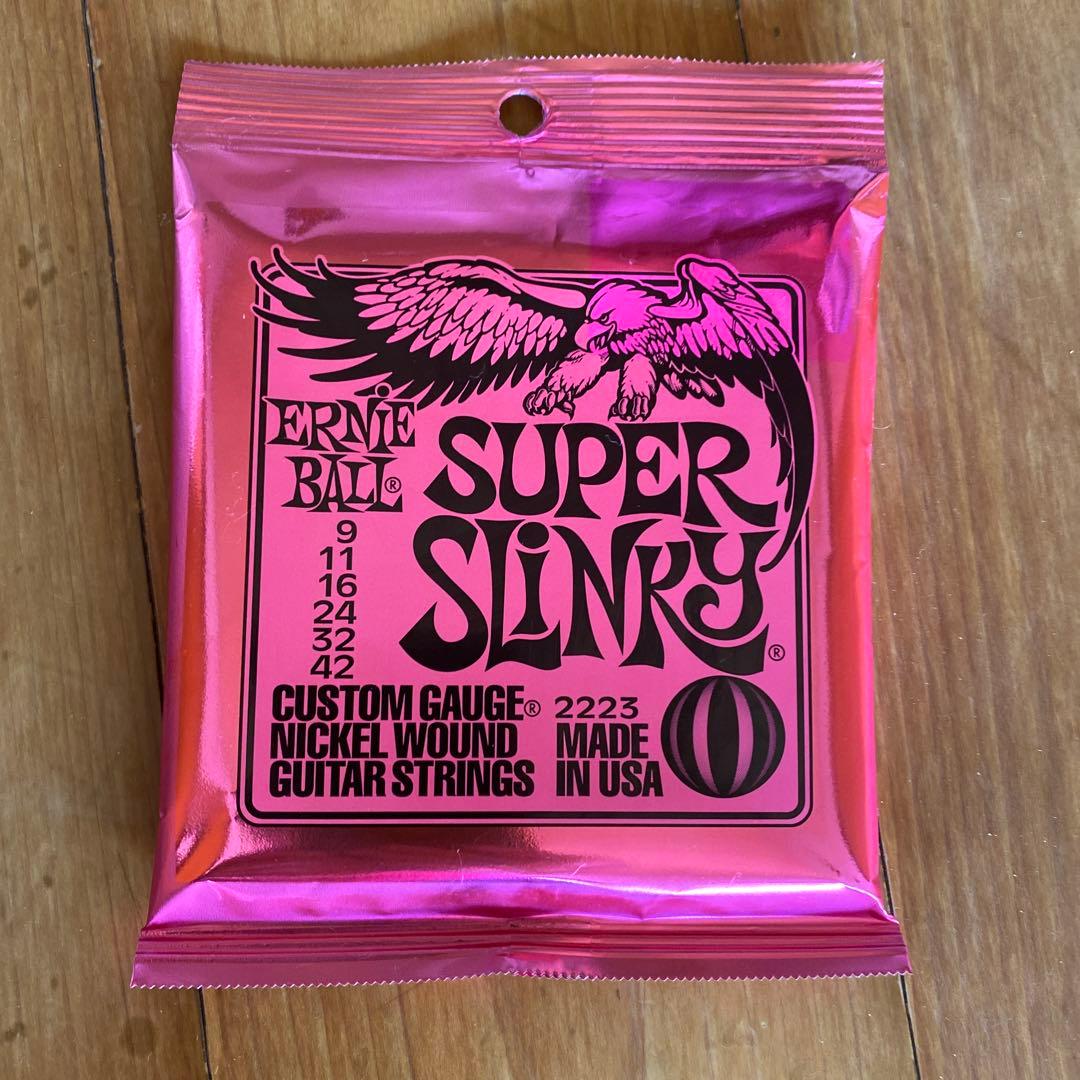 ERNiE
BALL®
SUPER
SLiNKY®
9
11
16
24
32
42
CUSTOM GAUGE®
NICKEL WOUND
GUITAR STRINGS
2223
MADE
IN USA